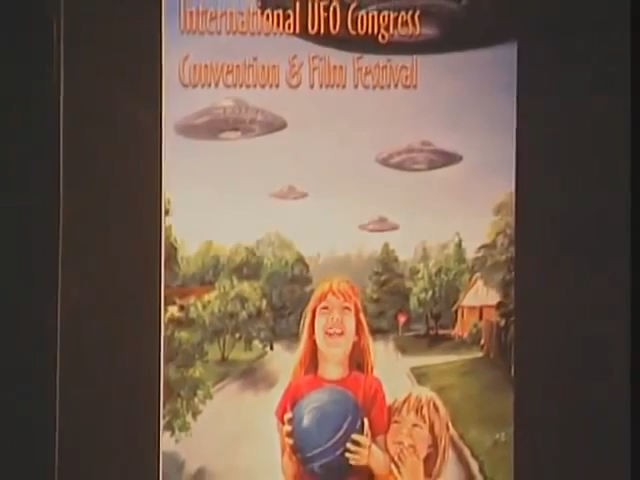 International UFO Congress
Convention & Film Festival